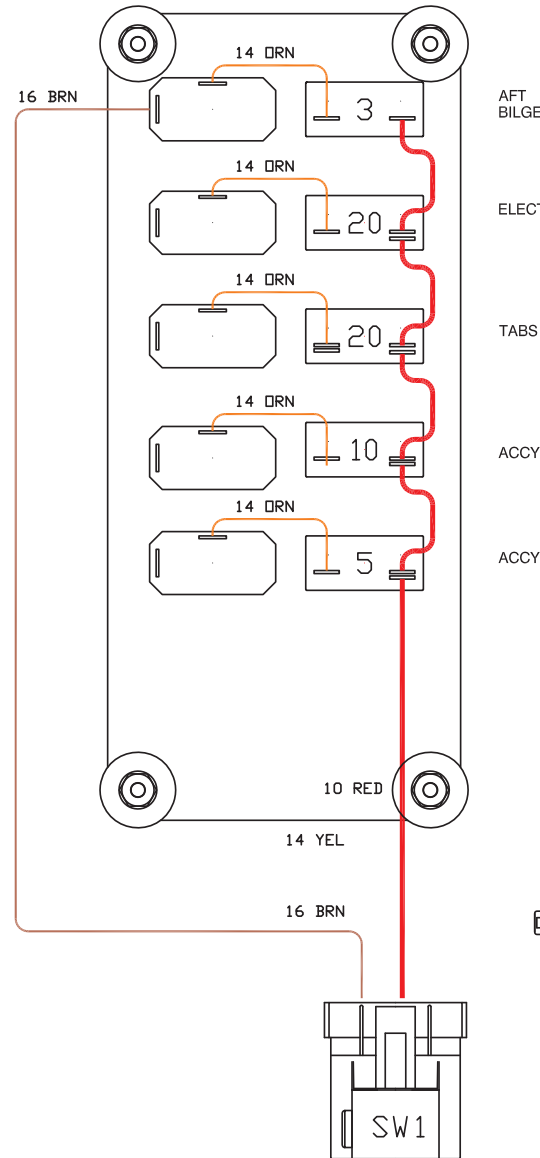 14 ORN
16 BRN
3
AFT
BILGE
14 ORN
20
14 ORN
20
TABS
14 ORN
10
ACCY
14 ORN
5
ACCY
10 RED
14 YEL
16 BRN
SW1